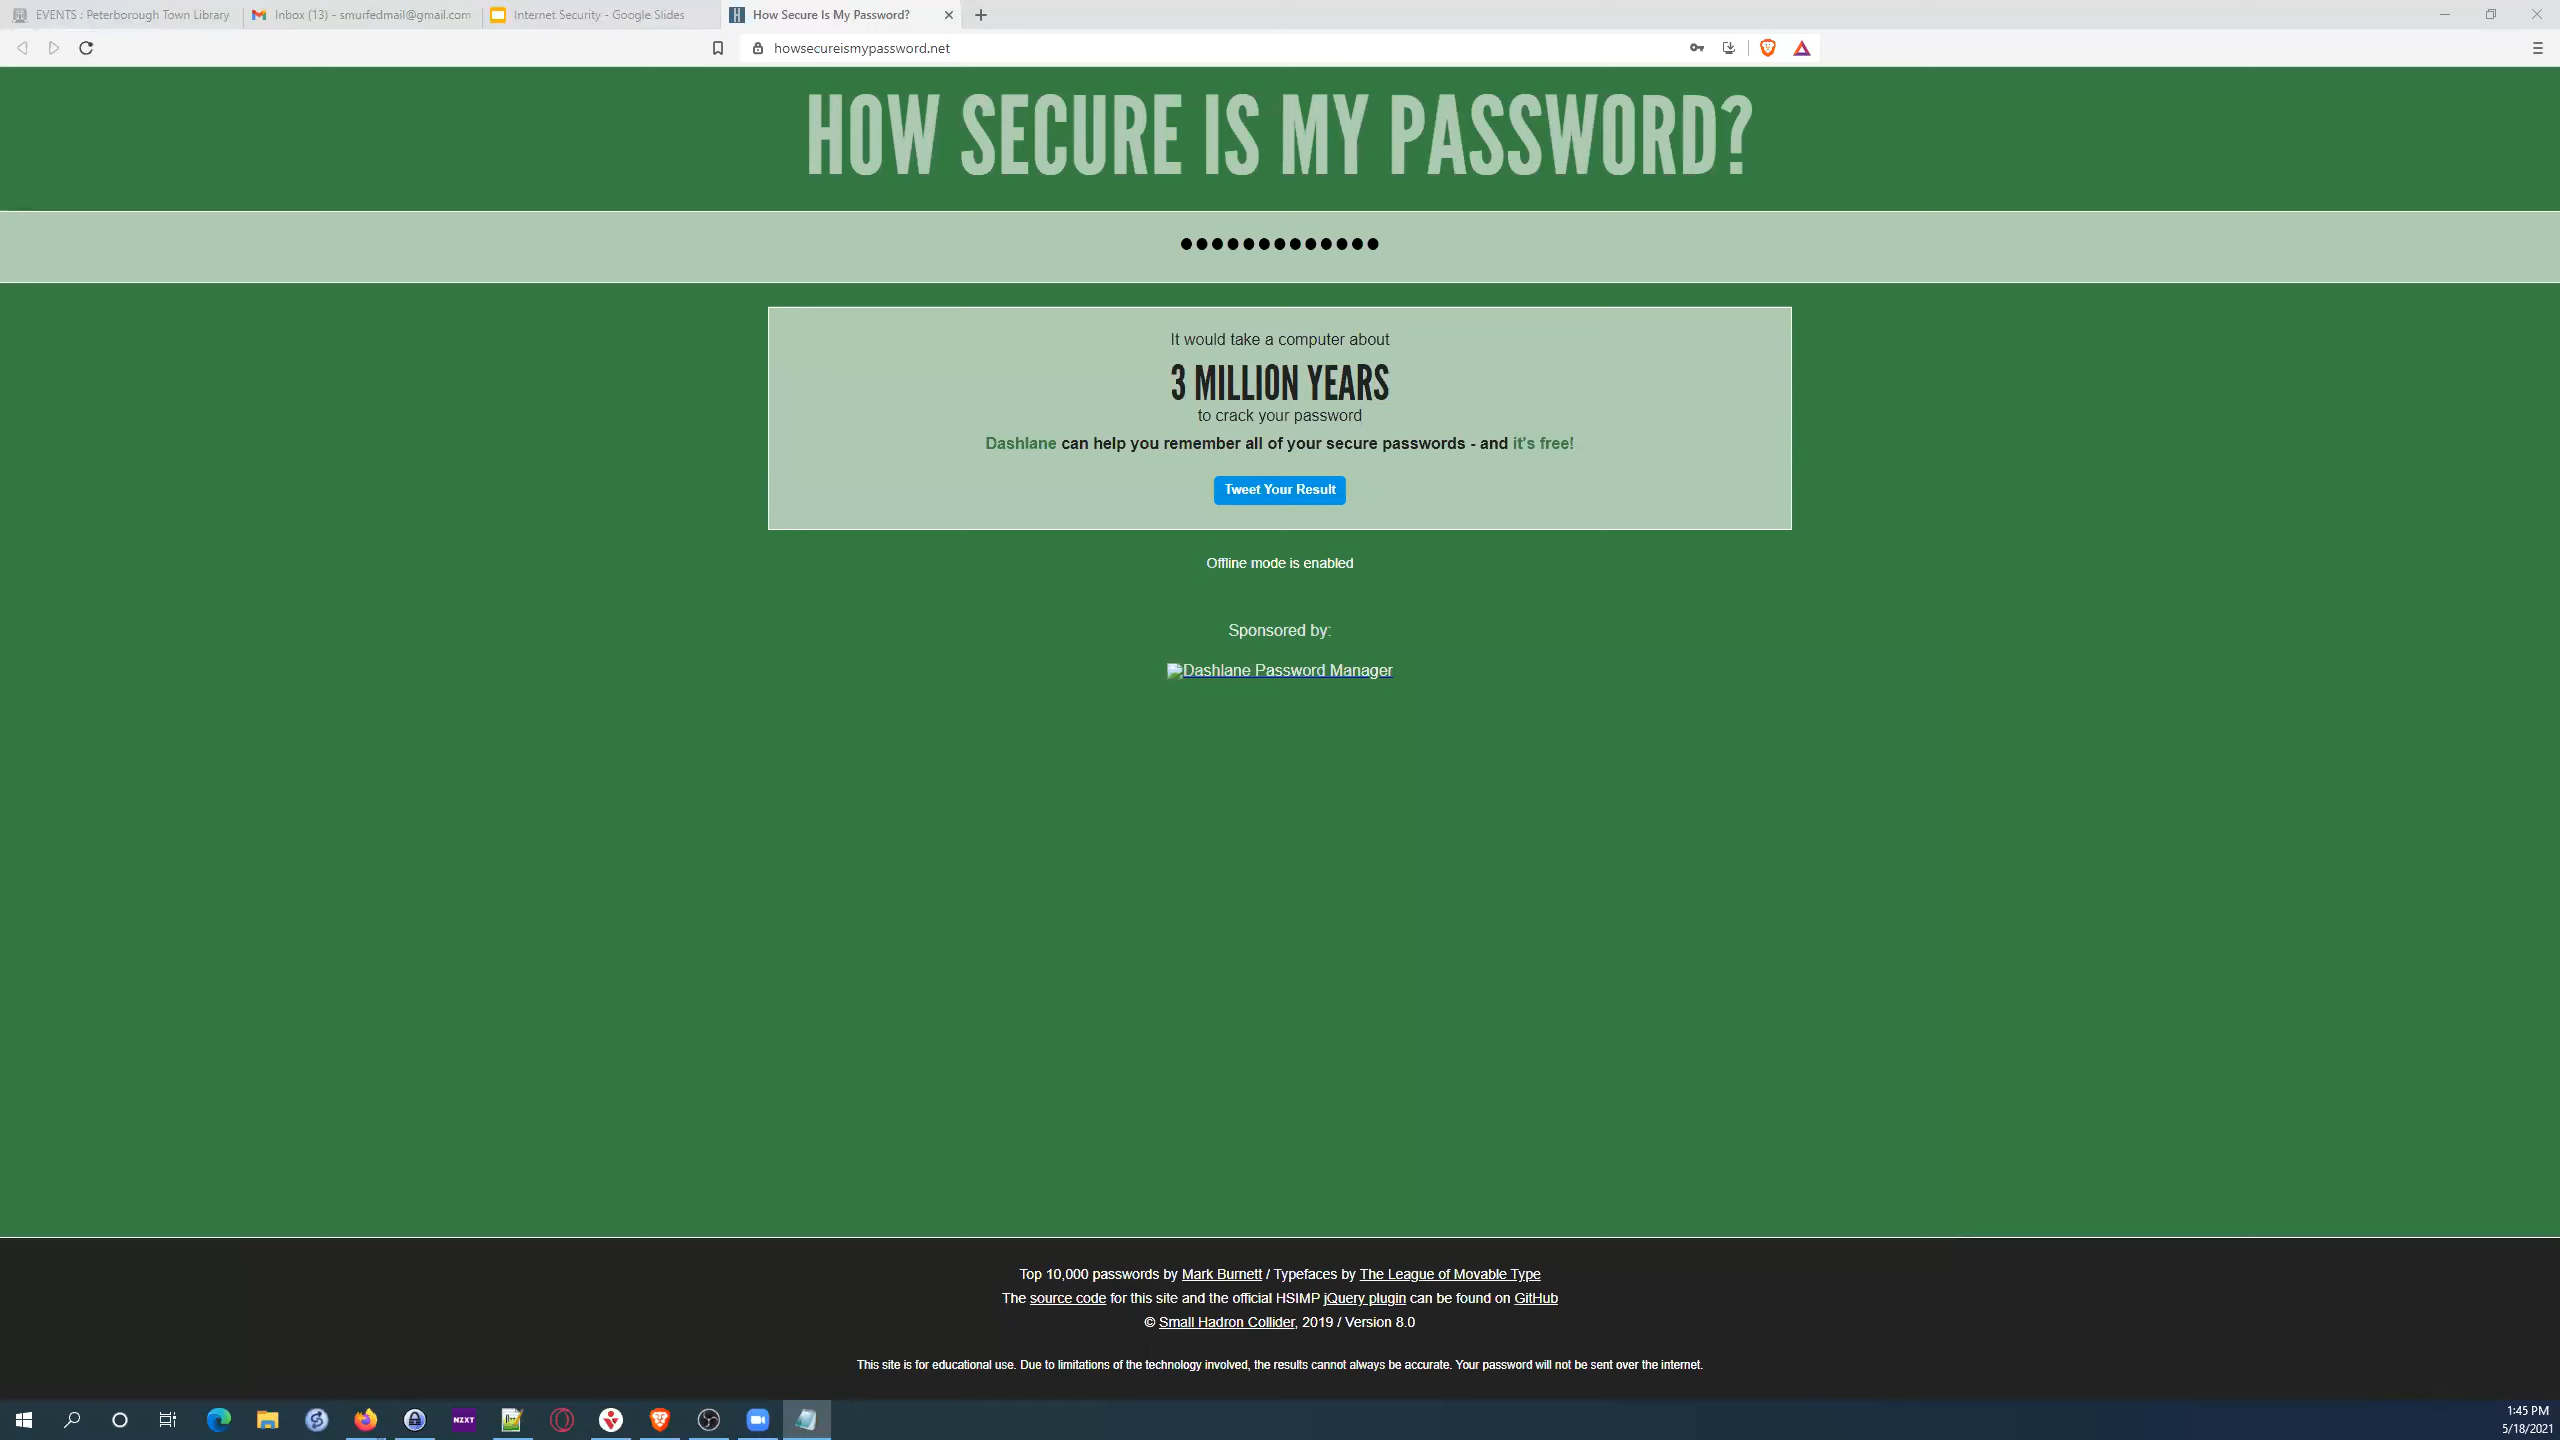 EVENTS : Peterborough Town Library
Inbox (13) - smurfedmail@gmail.com
Internet Security - Google Slides
How Secure Is My Password?
howsecureismypassword.net
HOW SECURE IS MY PASSWORD?
•••••••••••••
It would take a computer about
3 MILLION YEARS
to crack your password
Dashlane can help you remember all of your secure passwords - and it's free!
Tweet Your Result
Offline mode is enabled
Sponsored by:
Dashlane Password Manager
Top 10,000 passwords by Mark Burnett / Typefaces by The League of Movable Type
The source code for this site and the official HSIMP jQuery plugin can be found on GitHub
© Small Hadron Collider, 2019 / Version 8.0
This site is for educational use. Due to limitations of the technology involved, the results cannot always be accurate. Your password will not be sent over the internet.
NZXT
1:45 PM
5/18/2021